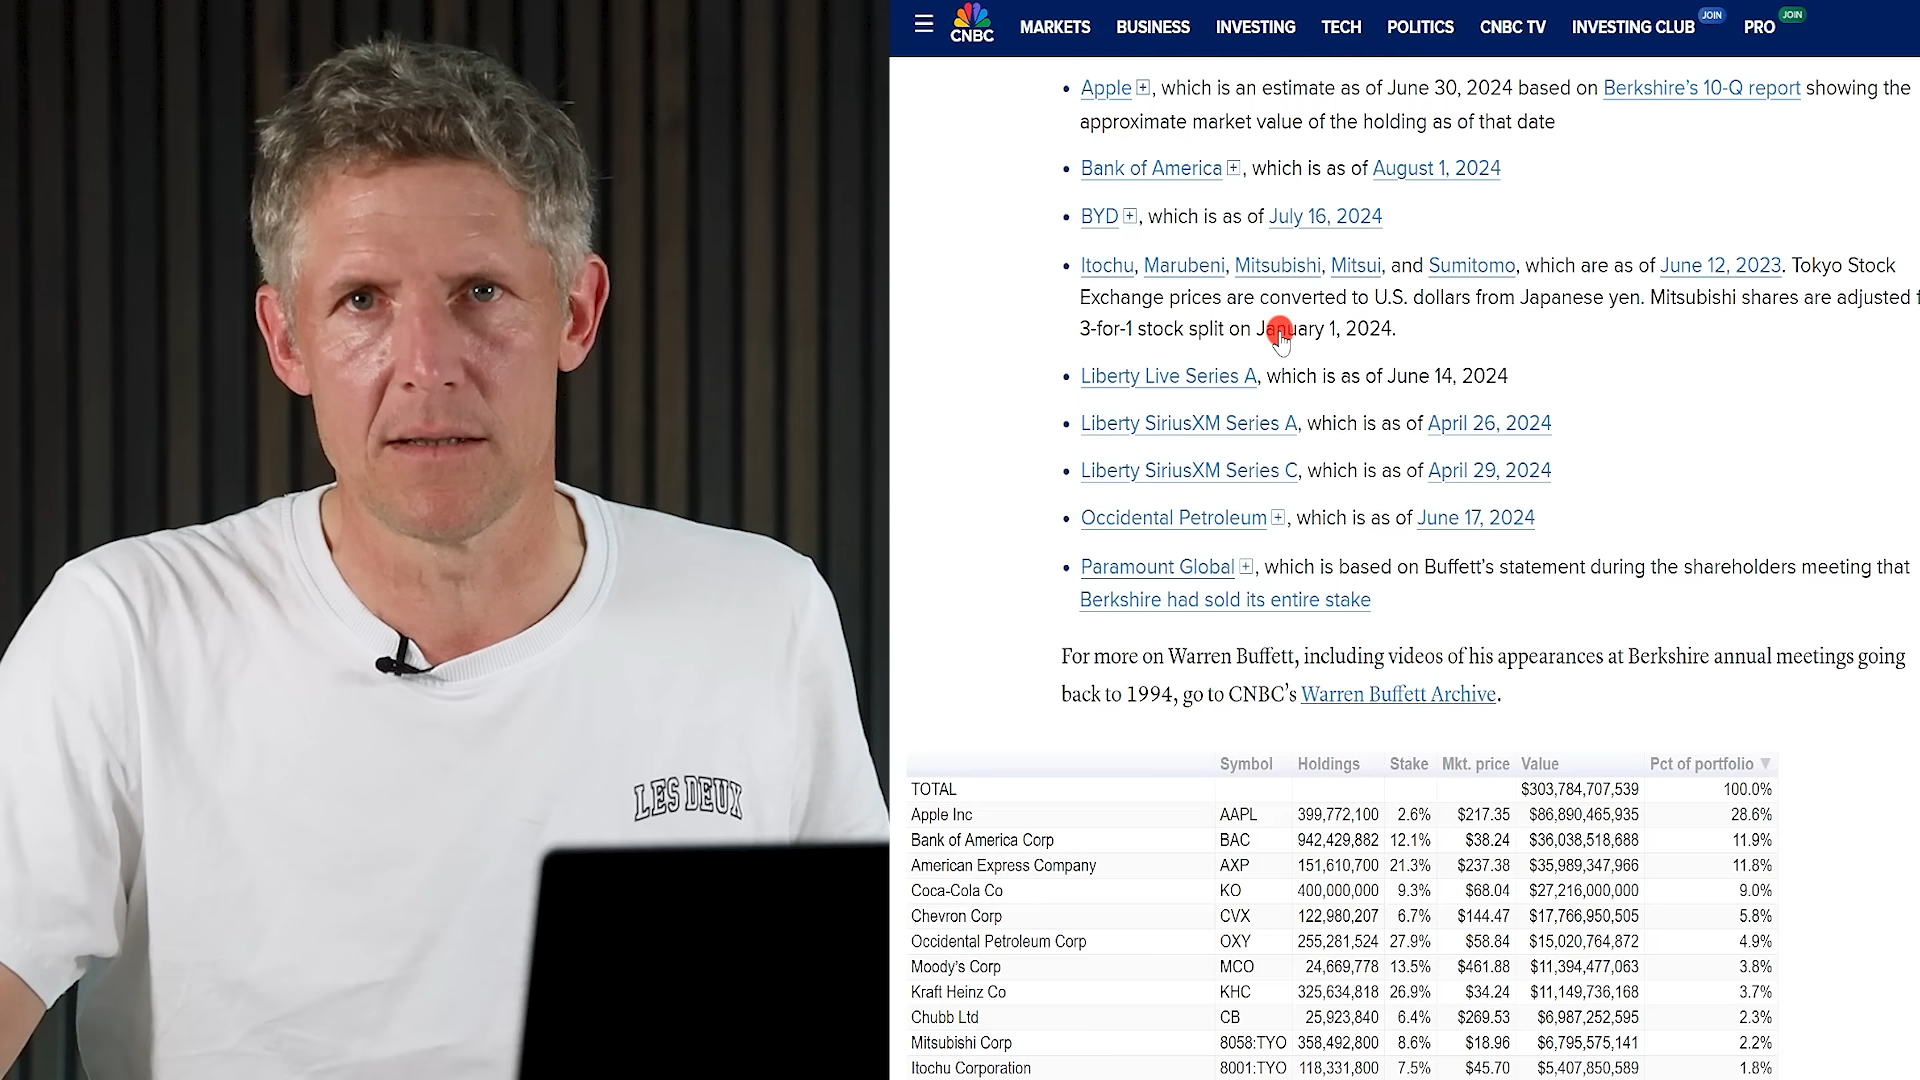 CNBC MARKETS BUSINESS INVESTING TECH POLITICS CNBC TV INVESTING CLUB JOIN PRO JOIN
Apple, which is an estimate as of June 30, 2024 based on Berkshire's 10-Q report showing the
approximate market value of the holding as of that date
Bank of America, which is as of August 1, 2024
BYD, which is as of July 16, 2024
Itochu, Marubeni, Mitsubishi, Mitsui, and Sumitomo, which are as of June 12, 2023. Tokyo Stock
Exchange prices are converted to U.S. dollars from Japanese yen. Mitsubishi shares are adjusted
3-for-1 stock split on January 1, 2024.
Liberty Live Series A, which is as of June 14, 2024
Liberty SiriusXM Series A, which is as of April 26, 2024
Liberty SiriusXM Series C, which is as of April 29, 2024
Occidental Petroleum, which is as of June 17, 2024
Paramount Global, which is based on Buffett's statement during the shareholders meeting that
Berkshire had sold its entire stake
For more on Warren Buffett, including videos of his appearances at Berkshire annual meetings going
back to 1994, go to CNBC's Warren Buffett Archive.
Symbol Holdings Stake Mkt. price Value Pct of portfolio ▼
TOTAL $303,784,707,539 100.0%
Apple Inc AAPL 399,772,100 2.6% $217.35 $86,890,465,935 28.6%
Bank of America Corp BAC 942,429,882 12.1% $38.24 $36,038,518,688 11.9%
American Express Company AXP 151,610,700 21.3% $237.38 $35,989,347,966 11.8%
Coca-Cola Co KO 400,000,000 9.3% $68.04 $27,216,000,000 9.0%
Chevron Corp CVX 122,980,207 6.7% $144.47 $17,766,950,505 5.8%
Occidental Petroleum Corp OXY 255,281,524 27.9% $58.84 $15,020,764,872 4.9%
Moody's Corp MCO 24,669,778 13.5% $461.88 $11,394,477,063 3.8%
Kraft Heinz Co KHC 325,634,818 26.9% $34.24 $11,149,736,168 3.7%
Chubb Ltd CB 25,923,840 6.4% $269.53 $6,987,252,595 2.3%
Mitsubishi Corp 8058:TYO 358,492,800 8.6% $18.96 $6,795,575,141 2.2%
Itochu Corporation 8001:TYO 118,331,800 7.5% $45.70 $5,407,850,589 1.8%
LES DEUX